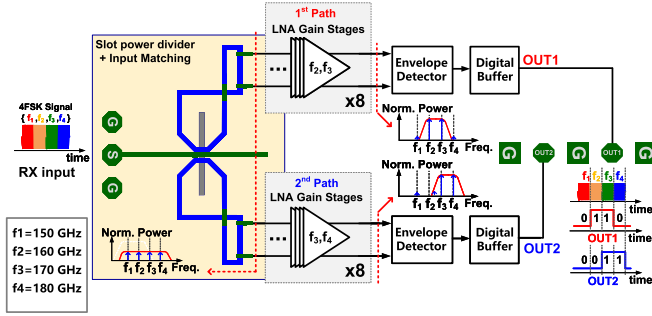 Slot power divider
+ Input Matching
1st Path
LNA Gain Stages
f2,f3
x8
Envelope
Detector
Digital
Buffer
OUT1
4FSK Signal
{ f1, f2, f3, f4}
time
RX input
G
S
G
Norm. Power
f1 f2 f3 f4 Freq.
Norm. Power
f1 f2 f3 f4 Freq.
G
OUT2
G
OUT1
G
2nd Path
LNA Gain Stages
f3,f4
x8
Envelope
Detector
Digital
Buffer
OUT2
f1 f2 f3 f4
time
0 1 1 0
OUT1
time
0 0 1 1
OUT2
time
Norm. Power
f1 f2 f3 f4 Freq.
f1=150 GHz
f2=160 GHz
f3=170 GHz
f4=180 GHz